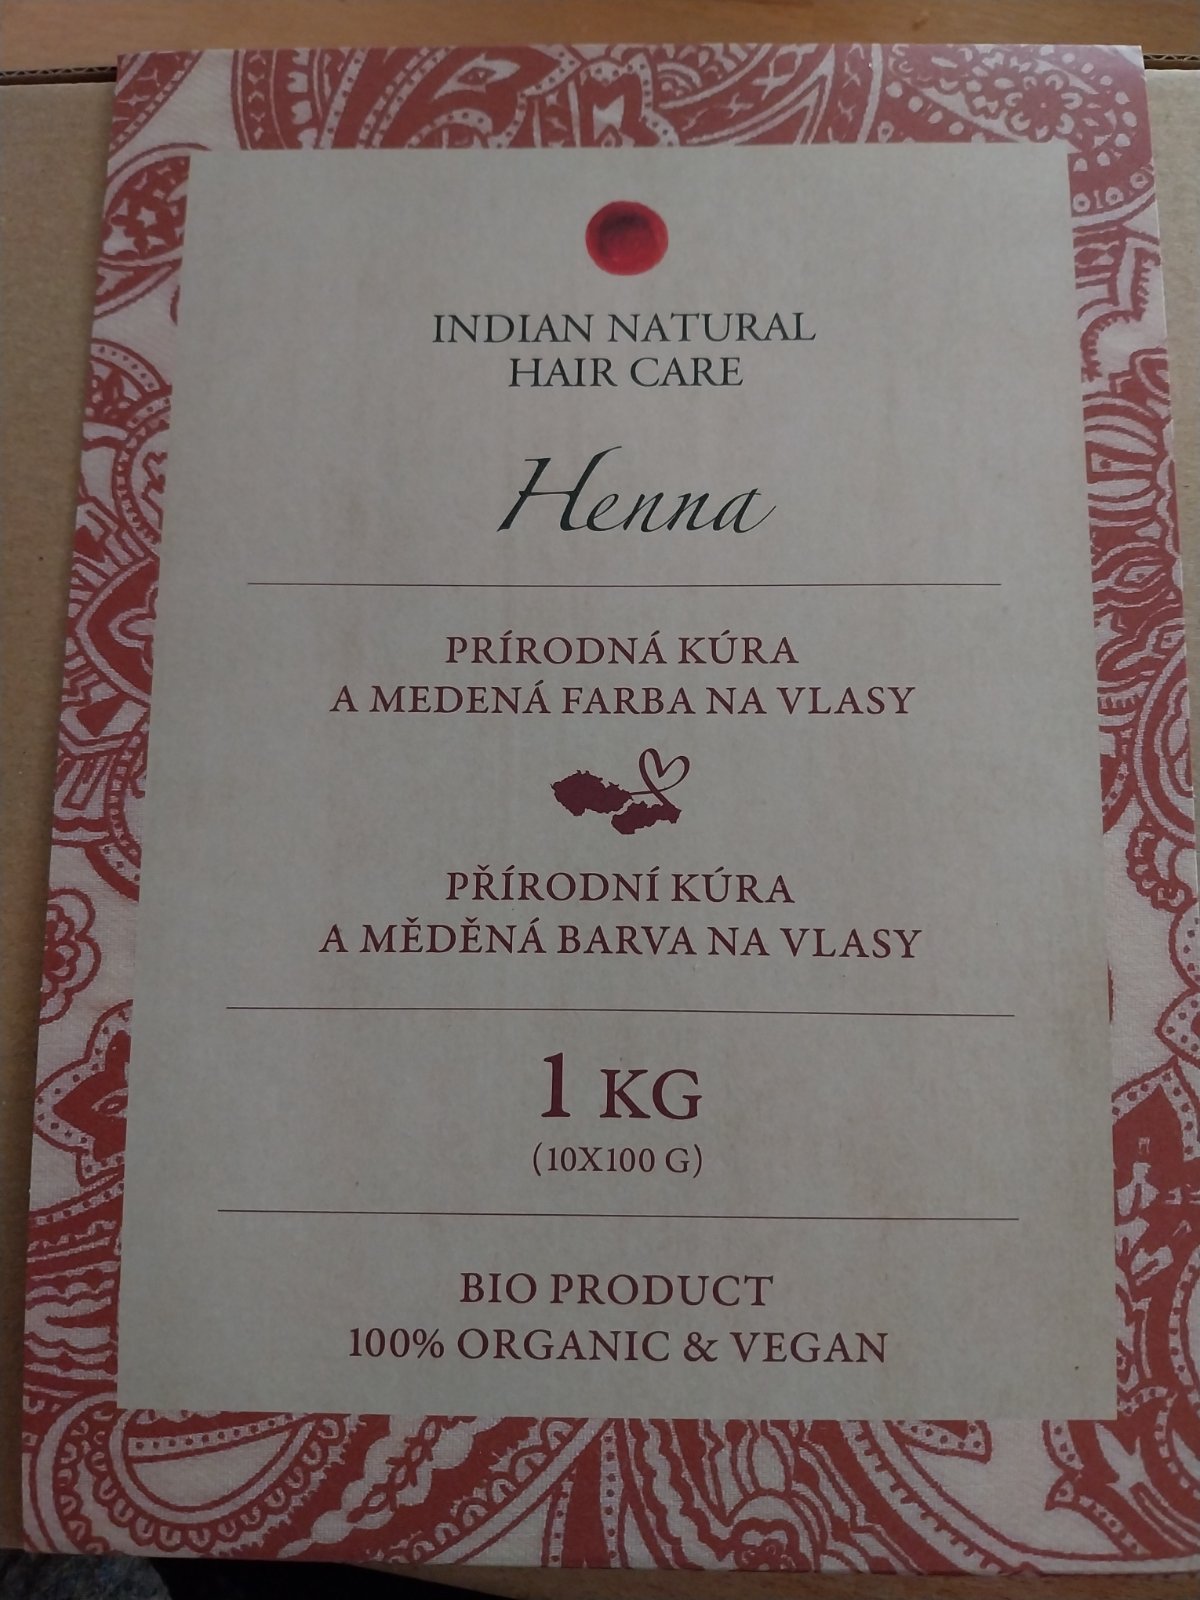 INDIAN NATURAL
HAIR CARE
Henna
PRÍRODNÁ KÚRA
A MEDENÁ FARBA NA VLASY
PŘÍRODNÍ KÚRA
A MĚDĚNÁ BARVA NA VLASY
1 KG
(10X100 G)
BIO PRODUCT
100% ORGANIC & VEGAN